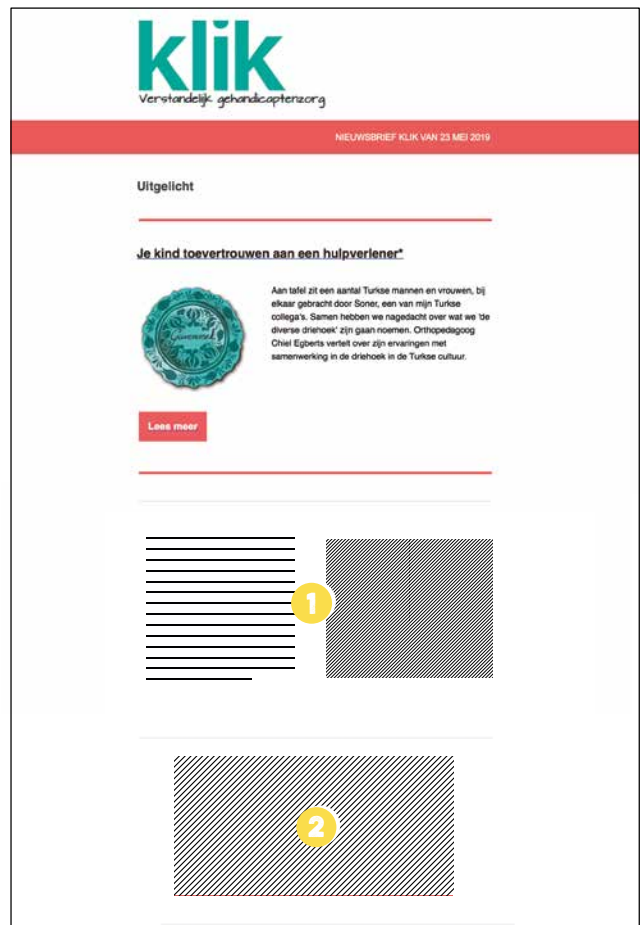 klik
Verstandelijk gehandicaptenzorg
NIEUWSBRIEF KLIK VAN 23 MEI 2019
Uitgelicht
Je kind toevertrouwen aan een hulpverlener*
Aan tafel zit een aantal Turkse mannen en vrouwen, bij
elkaar gebracht door Soner, een van mijn Turkse
collega's. Samen hebben we nagedacht over wat we 'de
diverse driehoek' zijn gaan noemen. Orthopedagoog
Chiel Egberts vertelt over zijn ervaringen met
samenwerking in de driehoek in de Turkse cultuur.
Lees meer
1
2